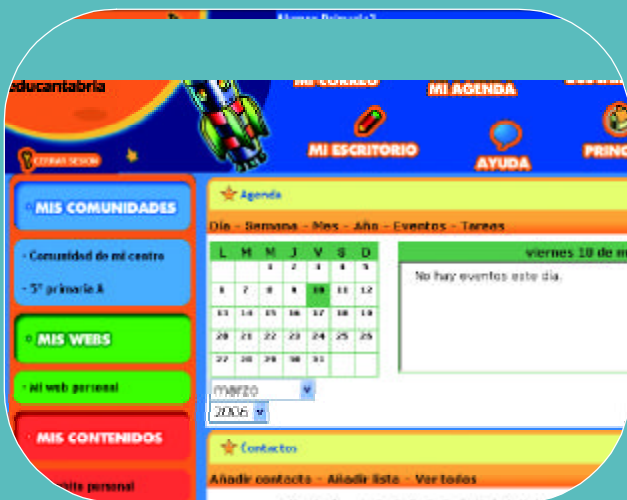 educantabria
MI CORREO
MI AGENDA
MI ESCRITORIO
AYUDA
CERRAR SESIÓN
MIS COMUNIDADES
- Comunidad de mi centro
- 5º primaria A
MIS WEBS
- Mi web personal
MIS CONTENIDOS
personal
Agenda
Día - Semana - Mes - Año - Eventos - Tareas
L M M J V S D
1 2 3 4 5
6 7 8 9 10 11 12
13 14 15 16 17 18 19
20 21 22 23 24 25 26
27 28 29 30 31
marzo
2006
viernes 10 de m
No hay eventos este día.
Contactos
Añadir contacto - Añadir lista - Ver todos